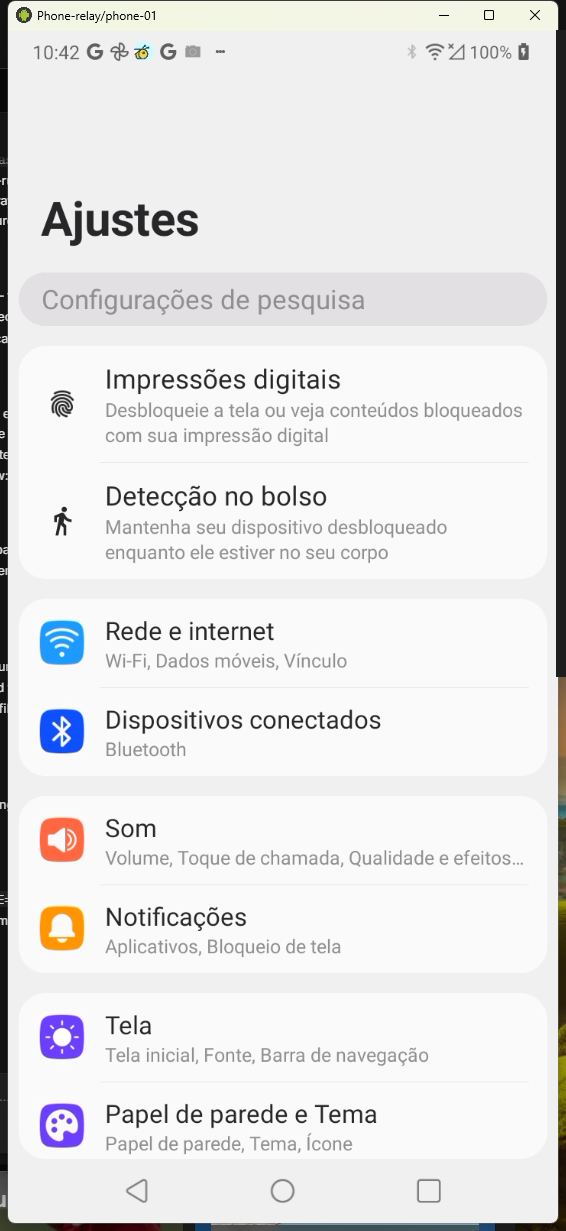 Phone-relay/phone-01
10:42
100%
Ajustes
Configurações de pesquisa
Impressões digitais
Desbloqueie a tela ou veja conteúdos bloqueados
com sua impressão digital
Detecção no bolso
Mantenha seu dispositivo desbloqueado
enquanto ele estiver no seu corpo
Rede e internet
Wi-Fi, Dados móveis, Vínculo
Dispositivos conectados
Bluetooth
Som
Volume, Toque de chamada, Qualidade e efeitos...
Notificações
Aplicativos, Bloqueio de tela
Tela
Tela inicial, Fonte, Barra de navegação
Papel de parede e Tema
Papel de parede, Tema, Ícone